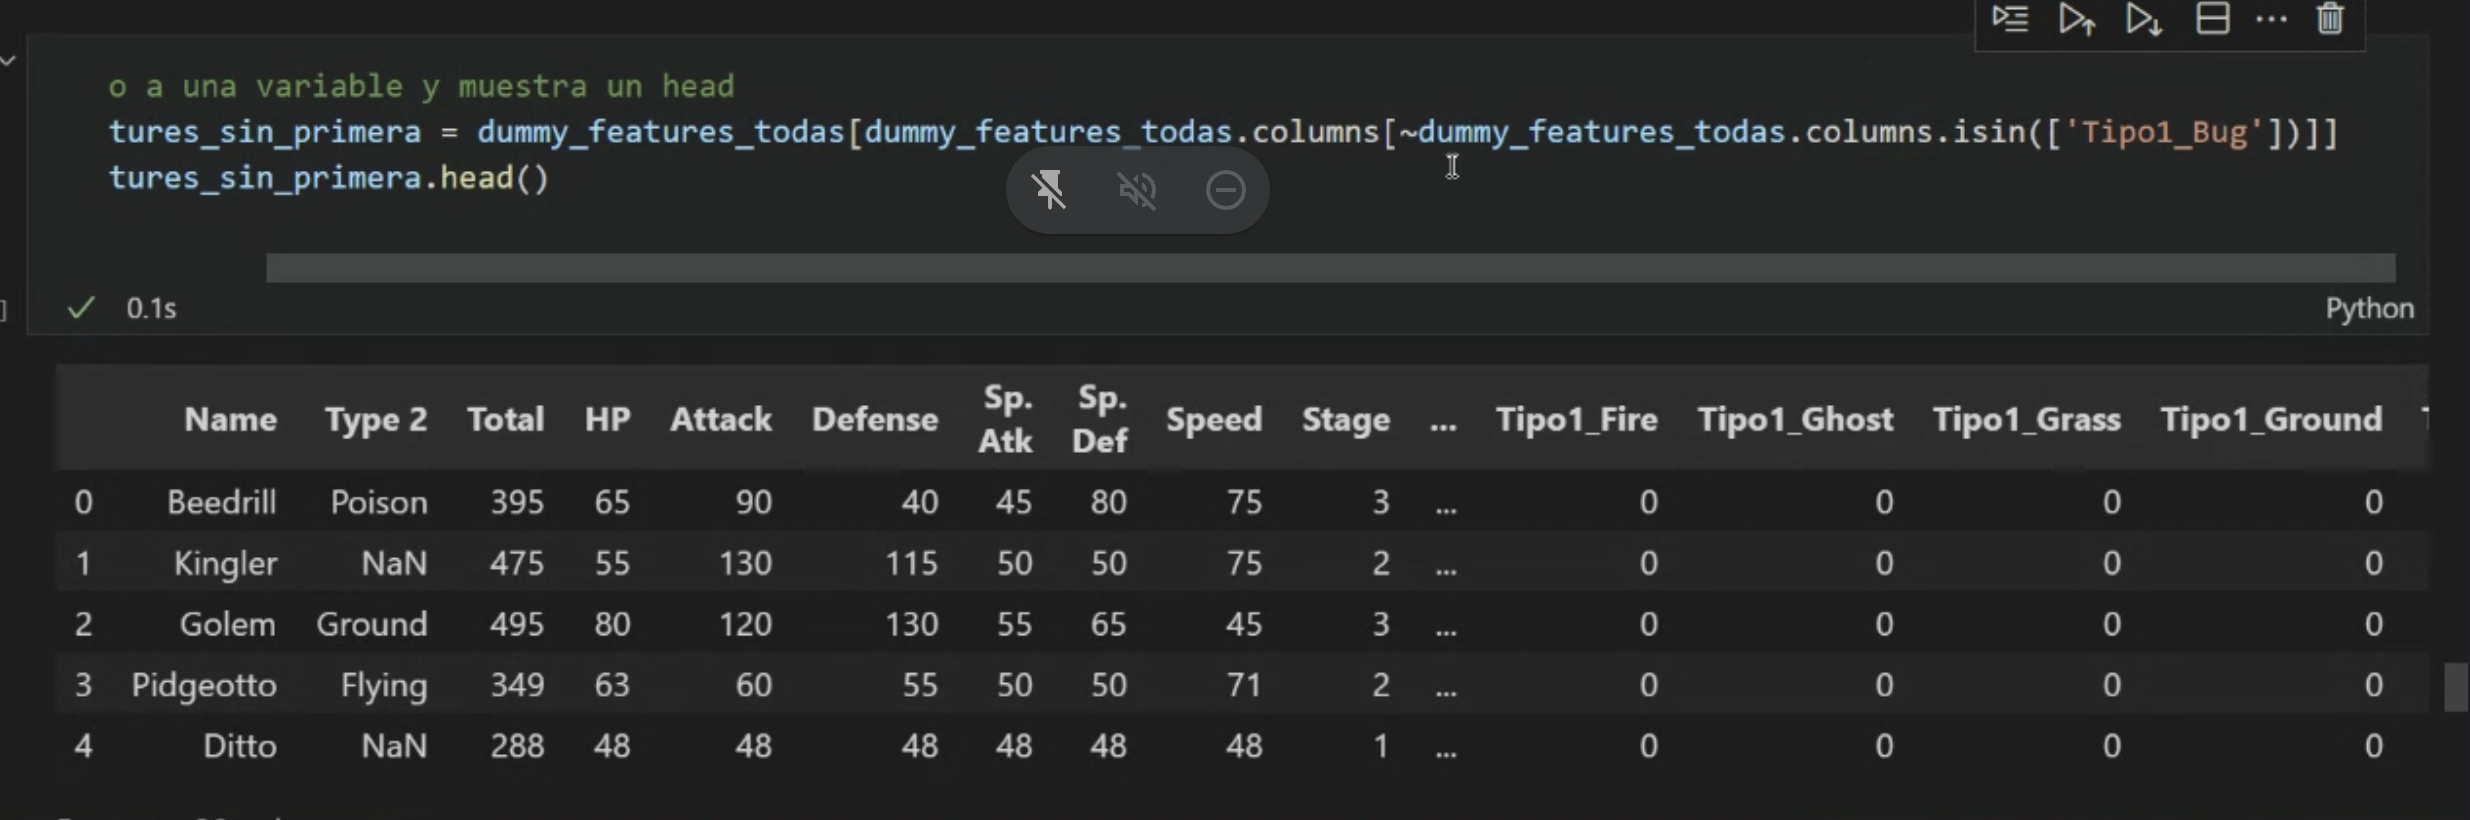 o a una variable y muestra un head
tures_sin_primera = dummy_features_todas[dummy_features_todas.columns[~dummy_features_todas.columns.isin(['Tipo1_Bug'])]]
tures_sin_primera.head()
0.1s
Python
Name Type 2 Total HP Attack Defense Sp. Atk Sp. Def Speed Stage ... Tipo1_Fire Tipo1_Ghost Tipo1_Grass Tipo1_Ground
0 Beedrill Poison 395 65 90 40 45 80 75 3 ... 0 0 0 0
1 Kingler NaN 475 55 130 115 50 50 75 2 ... 0 0 0 0
2 Golem Ground 495 80 120 130 55 65 45 3 ... 0 0 0 0
3 Pidgeotto Flying 349 63 60 55 50 50 71 2 ... 0 0 0 0
4 Ditto NaN 288 48 48 48 48 48 48 1 ... 0 0 0 0